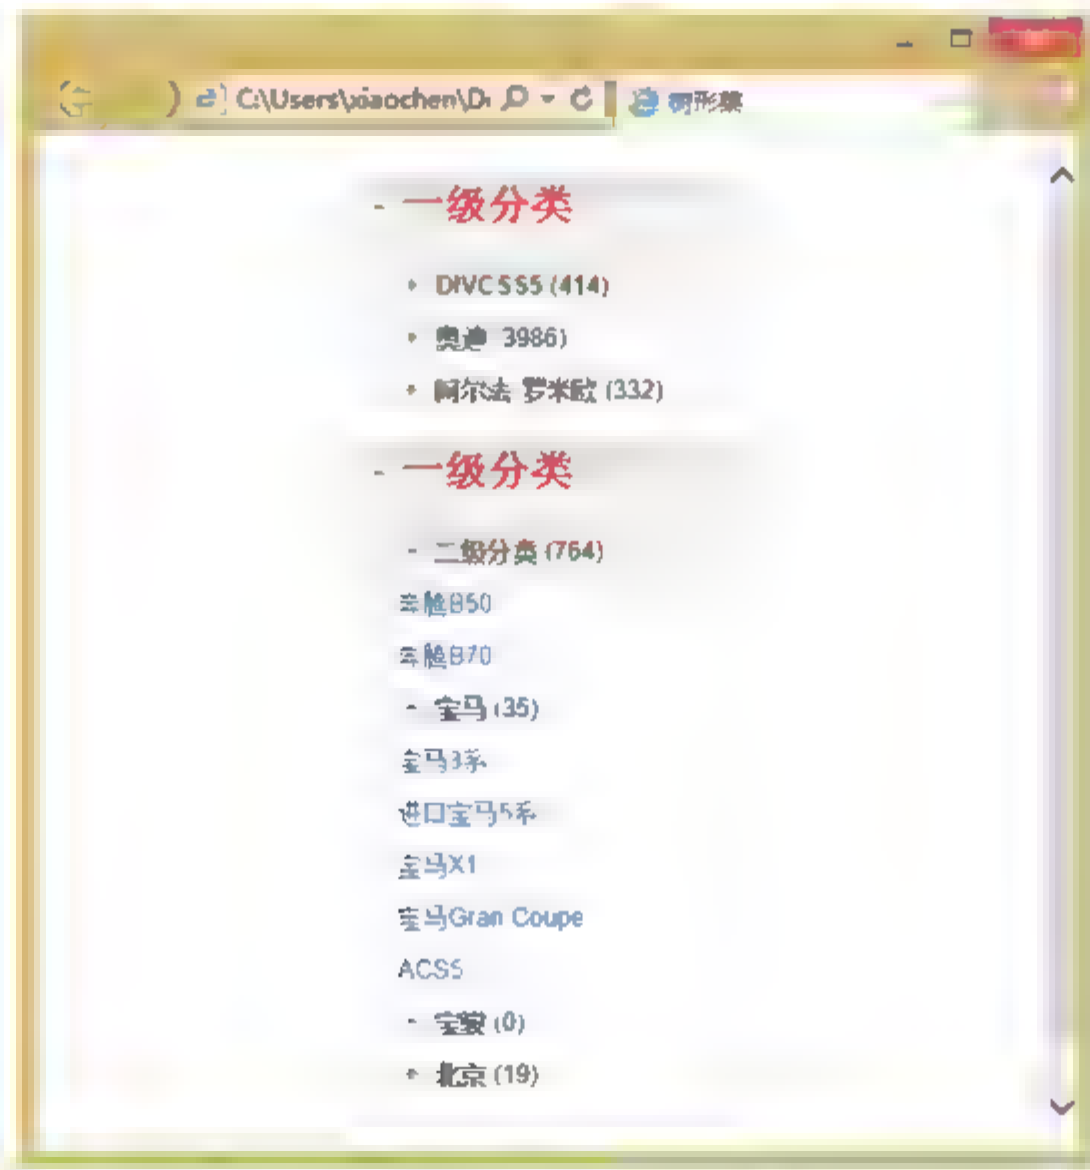 C:\Users\xiaochen\D 树形菜
- 一级分类
+ DIVCSS5 (414)
+ 奥迪 3986)
+ 阿尔法 罗米欧 (332)
- 一级分类
- 二级分类 (764)
奔腾B50
奔腾B70
- 宝马 (35)
宝马3系
进口宝马5系
宝马X1
宝马Gran Coupe
ACS5
- 宝骏 (0)
+ 北京 (19)